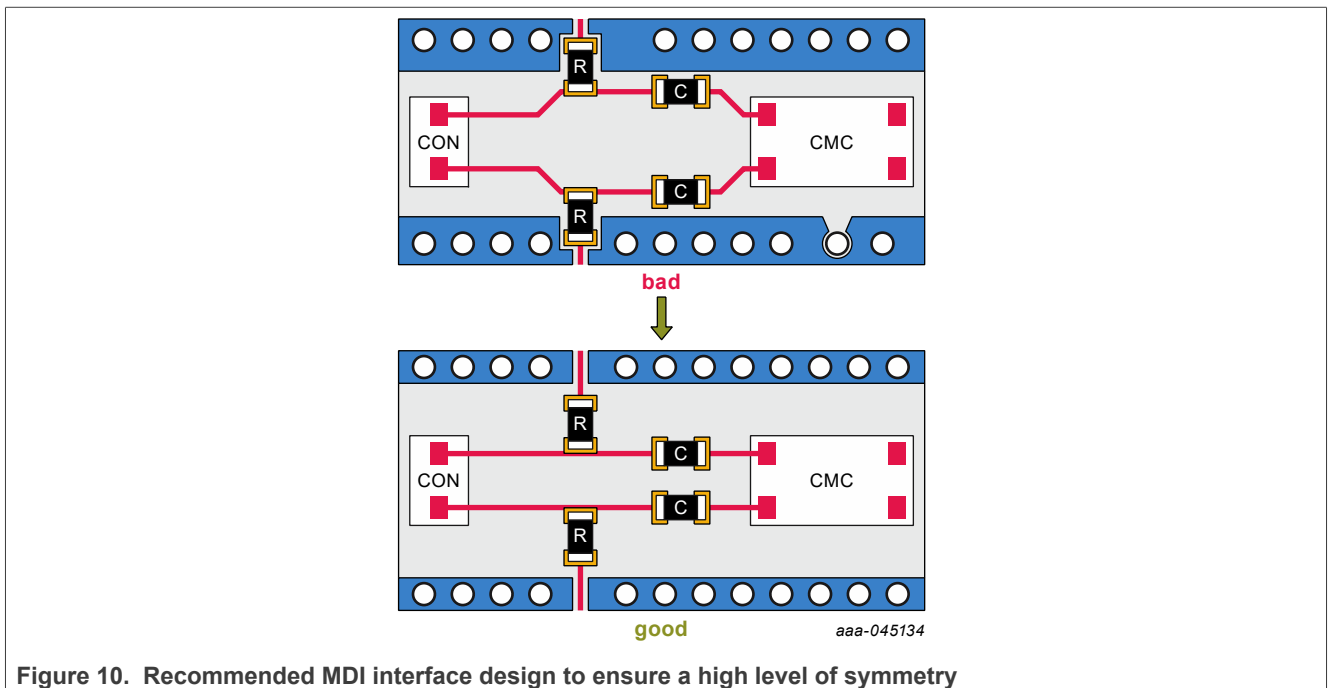 R
C
CON
CMC
C
R
bad
R
C
CON
CMC
C
R
good
aaa-045134
Figure 10. Recommended MDI interface design to ensure a high level of symmetry